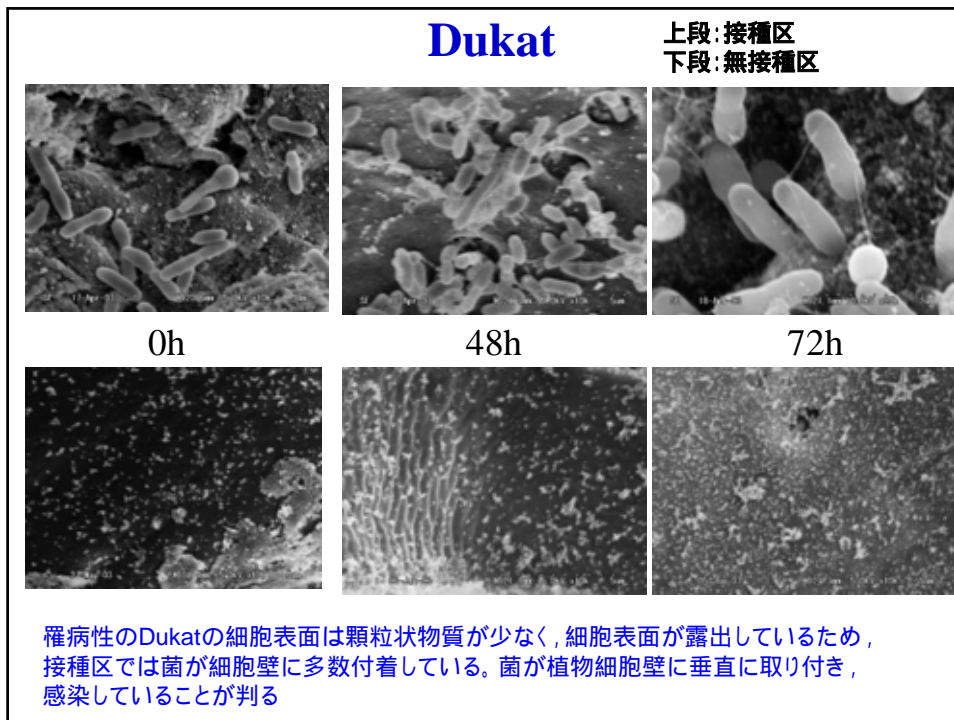 Dukat
上段:接種区
下段:無接種区
0h
48h
72h
罹病性のDukatの細胞表面は顆粒状物質が少なく,細胞表面が露出しているため,
接種区では菌が細胞壁に多数付着している。菌が植物細胞壁に垂直に取り付き,
感染していることが判る